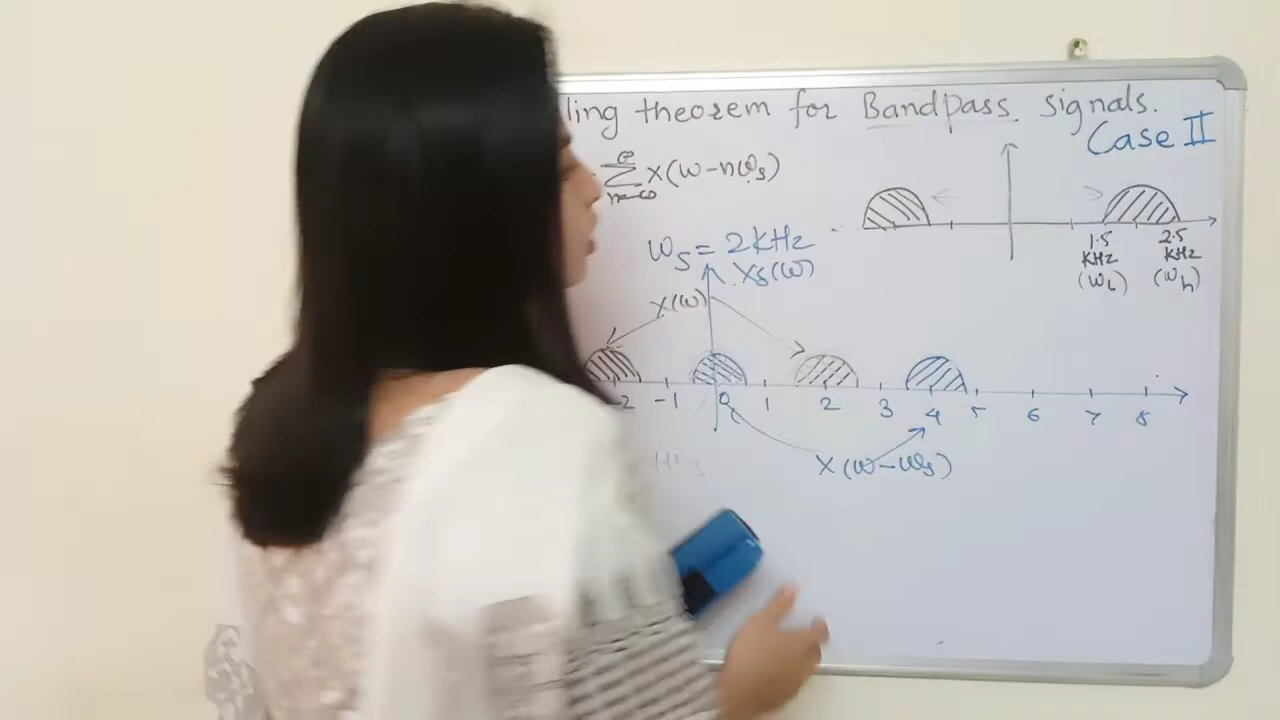 ling theorem for Bandpass signals.
Case II
∑ X(ω-nωs)
n=-∞ ∞
ωs = 2kHz
Xs(ω)
X(ω)
1.5 2.5
kHz kHz
(ωL) (ωh)
-2 -1 0 1 2 3 4 5 6 7 8
X(ω-ωs)